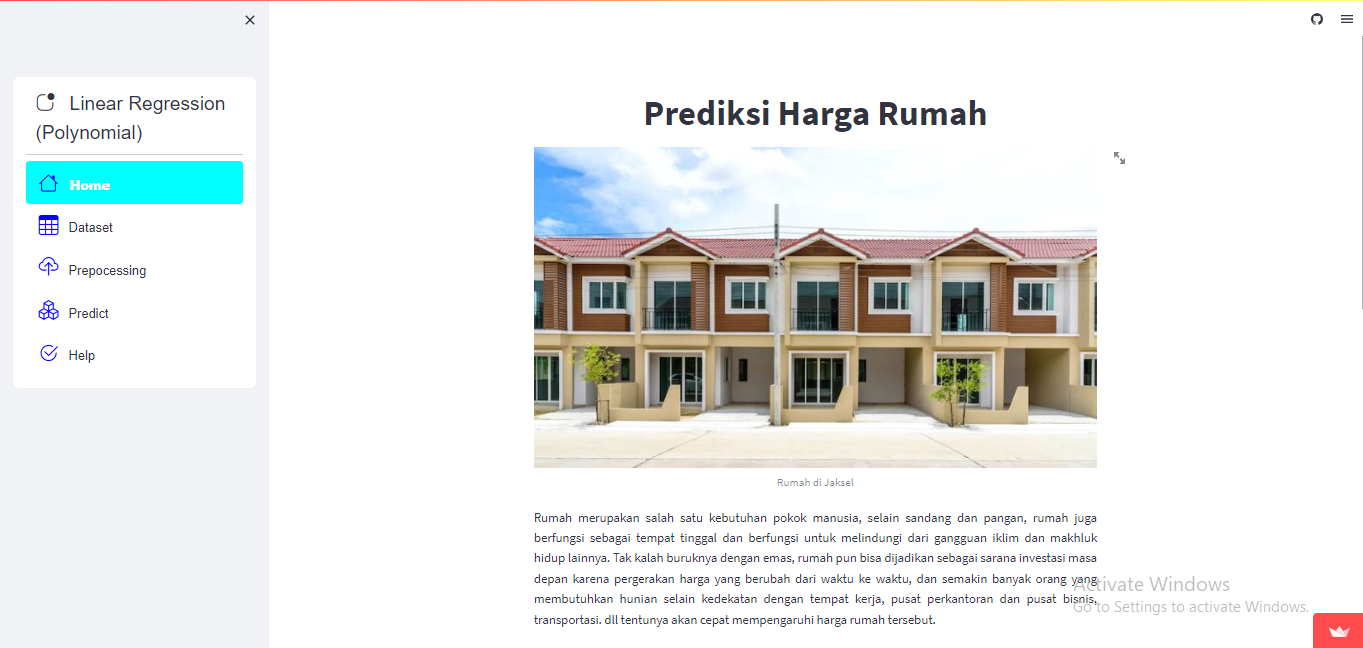 Linear Regression
(Polynomial)
Home
Dataset
Prepocessing
Predict
Help
Prediksi Harga Rumah
Rumah di Jaksel
Rumah merupakan salah satu kebutuhan pokok manusia, selain sandang dan pangan, rumah juga
berfungsi sebagai tempat tinggal dan berfungsi untuk melindungi dari gangguan iklim dan makhluk
hidup lainnya. Tak kalah buruknya dengan emas, rumah pun bisa dijadikan sebagai sarana investasi masa
depan karena pergerakan harga yang berubah dari waktu ke waktu, dan semakin banyak orang yang
membutuhkan hunian selain kedekatan dengan tempat kerja, pusat perkantoran dan pusat bisnis,
transportasi. dll tentunya akan cepat mempengaruhi harga rumah tersebut.
Activate Windows
Go to Settings to activate Windows.